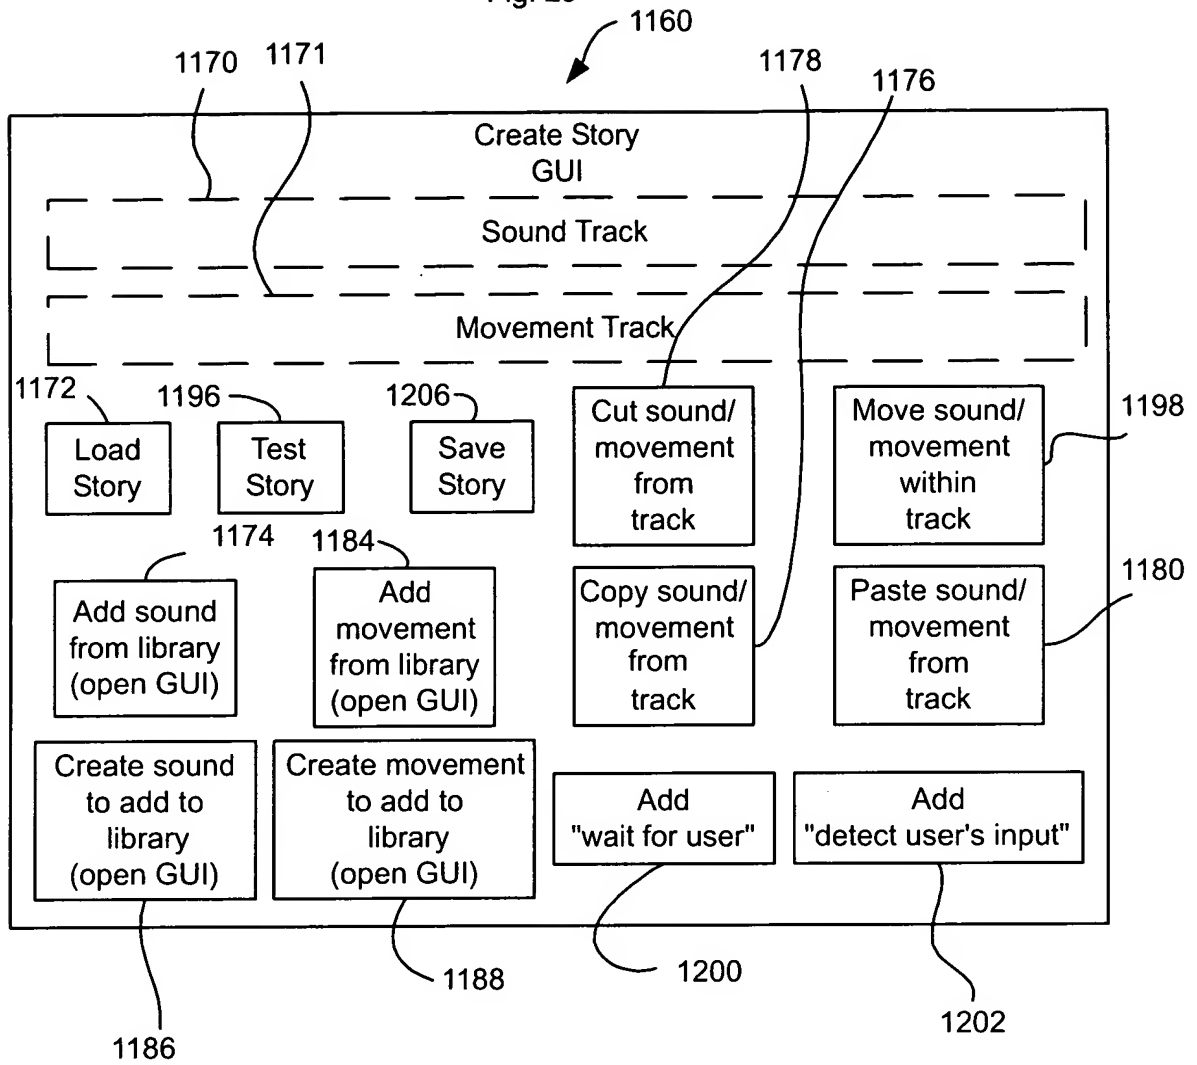 1160
1170
1171
1178
1176
Create Story
GUI
Sound Track
Movement Track
1172
1196
1206
1198
Load
Story
Test
Story
Save
Story
Cut sound/
movement
from
track
Move sound/
movement
within
track
1174
1184
1180
Add sound
from library
(open GUI)
Add
movement
from library
(open GUI)
Copy sound/
movement
from
track
Paste sound/
movement
from
track
Create sound
to add to
library
(open GUI)
Create movement
to add to
library
(open GUI)
Add
"wait for user"
Add
"detect user's input"
1186
1188
1200
1202